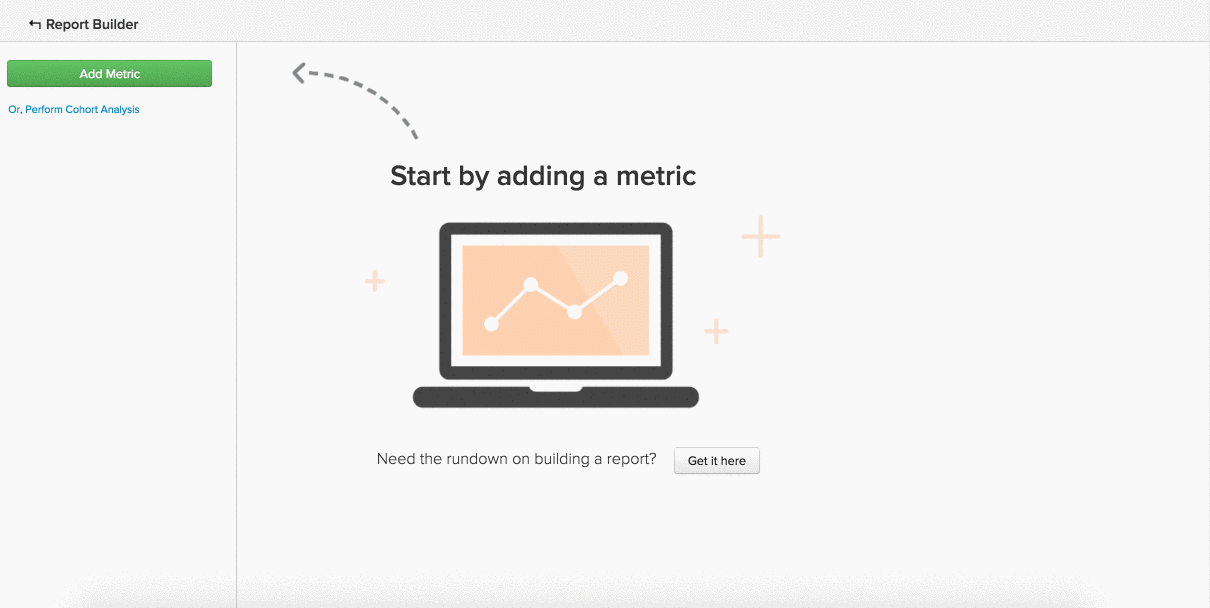 Report Builder
Add Metric
Or, Perform Cohort Analysis
Start by adding a metric
Need the rundown on building a report?
Get it here